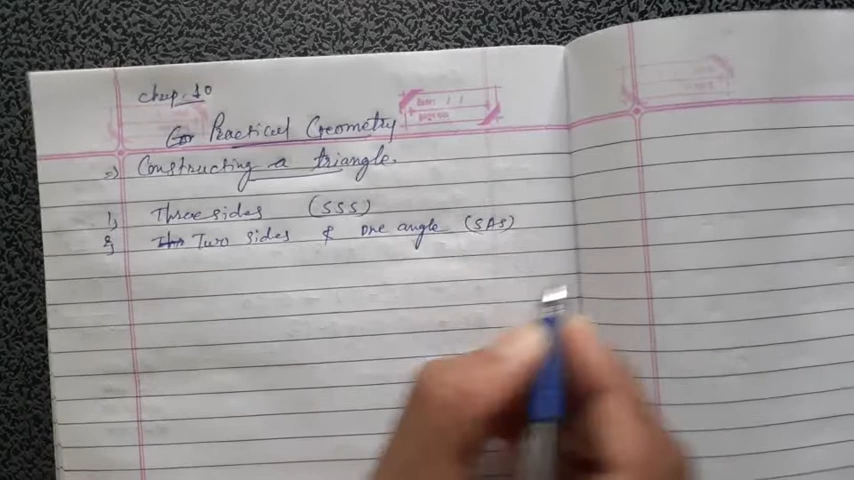 Chap. 10
Practical Geometry
=> Constructing a triangle.
1, Three sides (SSS)
2, Two sides & one angle (SAS)